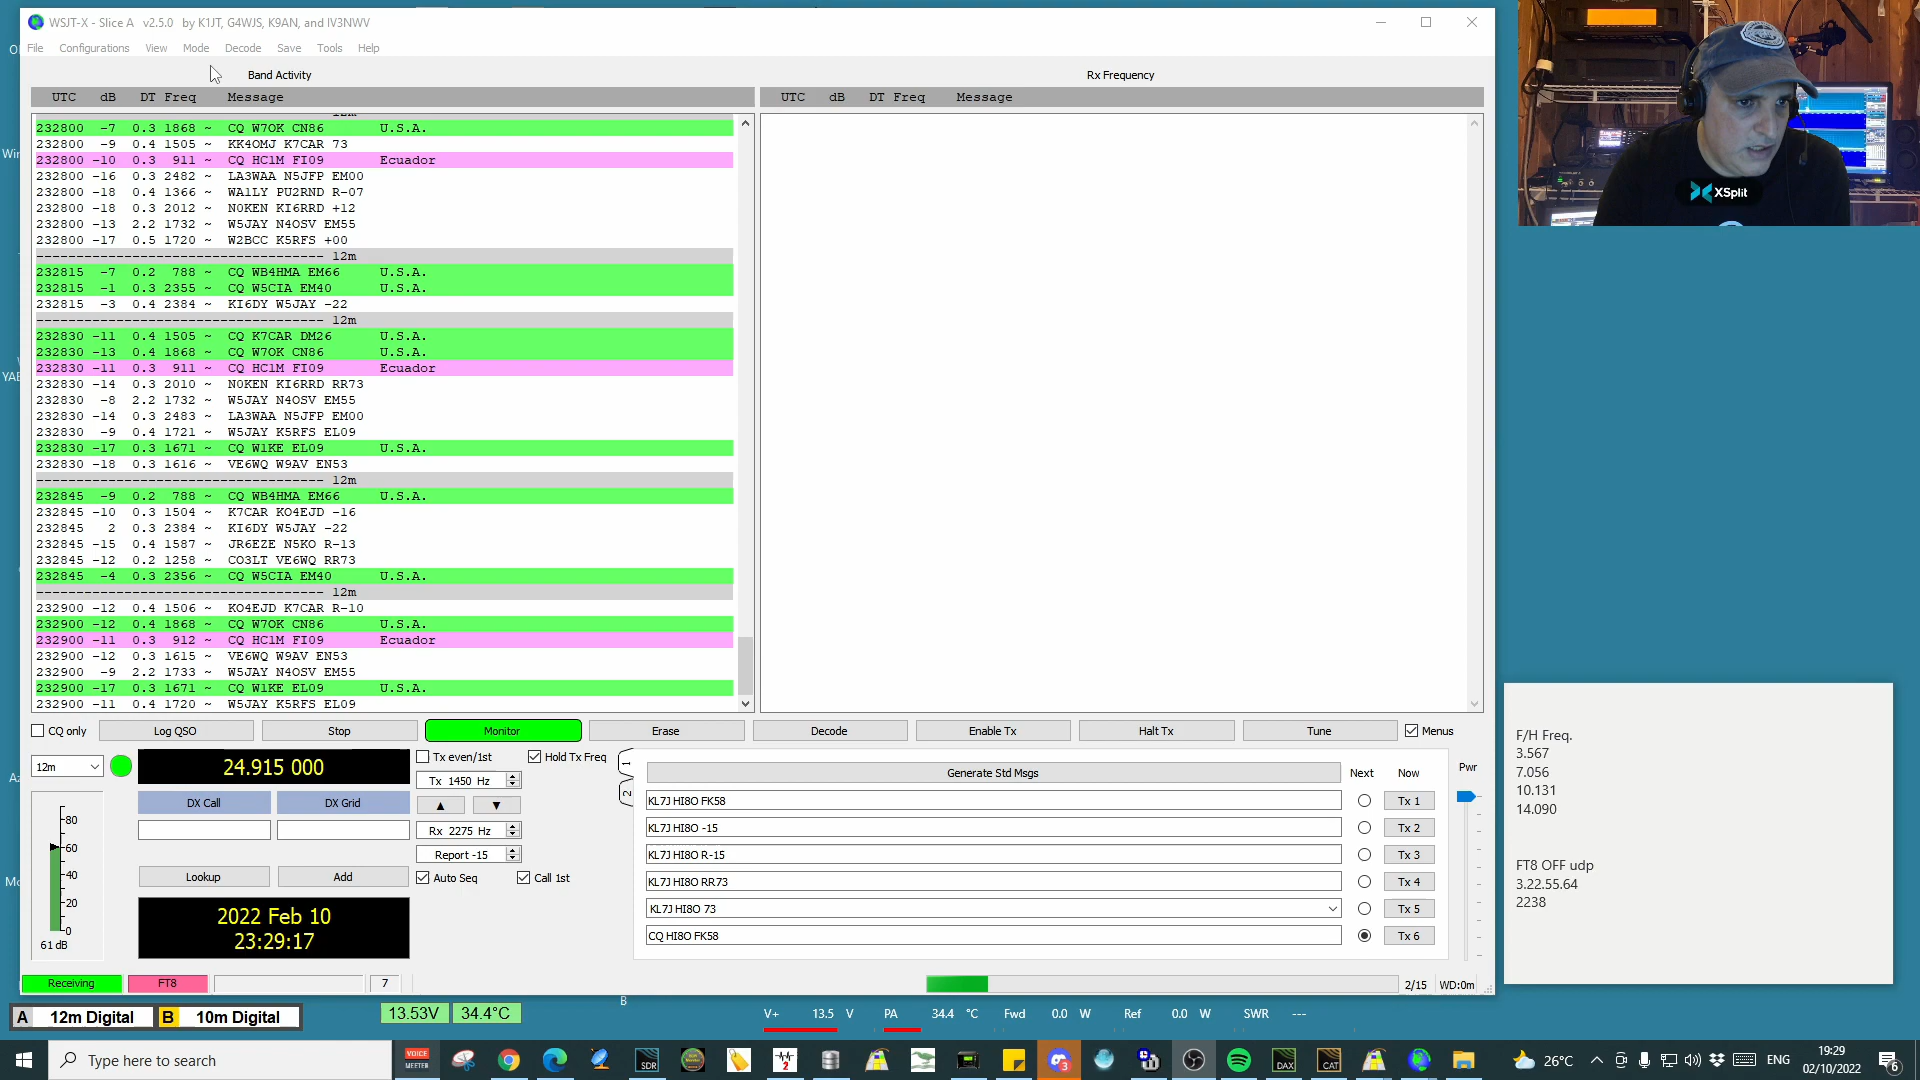 WSJT-X - Slice A   v2.5.0   by K1JT, G4WJS, K9AN, and IV3NWV
File Configurations View Mode Decode Save Tools Help
Band Activity
UTC dB DT Freq Message
232800 -7 0.3 1868 ~ CQ W7OK CN86 U.S.A.
232800 -9 0.4 1505 ~ KK4OMJ K7CAR 73
232800 -10 0.3 911 ~ CQ HC1M FI09 Ecuador
232800 -16 0.3 2482 ~ LA3WAA N5JFP EM00
232800 -18 0.4 1366 ~ WA1LY PU2RND R-07
232800 -18 0.3 2012 ~ N0KEN KI6RRD +12
232800 -13 2.2 1732 ~ W5JAY N4OSV EM55
232800 -17 0.5 1720 ~ W2BCC K5RFS +00
------------------------------------ 12m
232815 -7 0.2 788 ~ CQ WB4HMA EM66 U.S.A.
232815 -1 0.3 2355 ~ CQ W5CIA EM40 U.S.A.
232815 -3 0.4 2384 ~ KI6DY W5JAY -22
------------------------------------ 12m
232830 -11 0.4 1505 ~ CQ K7CAR DM26 U.S.A.
232830 -13 0.4 1868 ~ CQ W7OK CN86 U.S.A.
232830 -11 0.3 911 ~ CQ HC1M FI09 Ecuador
232830 -14 0.3 2010 ~ N0KEN KI6RRD RR73
232830 -8 2.2 1732 ~ W5JAY N4OSV EM55
232830 -14 0.3 2483 ~ LA3WAA N5JFP EM00
232830 -9 0.4 1721 ~ W5JAY K5RFS EL09
232830 -17 0.3 1671 ~ CQ W1KE EL09 U.S.A.
232830 -18 0.3 1616 ~ VE6WQ W9AV EN53
------------------------------------ 12m
232845 -9 0.2 788 ~ CQ WB4HMA EM66 U.S.A.
232845 -10 0.3 1504 ~ K7CAR KO4EJD -16
232845 2 0.3 2384 ~ KI6DY W5JAY -22
232845 -15 0.4 1587 ~ JR6EZE N5KO R-13
232845 -12 0.2 1258 ~ CO3LT VE6WQ RR73
232845 -4 0.3 2356 ~ CQ W5CIA EM40 U.S.A.
------------------------------------ 12m
232900 -12 0.4 1506 ~ KO4EJD K7CAR R-10
232900 -12 0.4 1868 ~ CQ W7OK CN86 U.S.A.
232900 -11 0.3 912 ~ CQ HC1M FI09 Ecuador
232900 -12 0.3 1615 ~ VE6WQ W9AV EN53
232900 -9 2.2 1733 ~ W5JAY N4OSV EM55
232900 -17 0.3 1671 ~ CQ W1KE EL09 U.S.A.
232900 -11 0.4 1720 ~ W5JAY K5RFS EL09
Rx Frequency
UTC dB DT Freq Message
CQ only Log QSO Stop Monitor Erase Decode Enable Tx Halt Tx Tune Menus
12m
24.915 000
Tx even/1st Hold Tx Freq
Tx 1450 Hz
DX Call DX Grid
Rx 2275 Hz
Report -15
Lookup Add
Auto Seq Call 1st
2022 Feb 10
23:29:17
-80
-60
-40
-20
-0
61 dB
1
2
Generate Std Msgs Next Now Pwr
KL7J HI8O FK58 Tx 1
KL7J HI8O -15 Tx 2
KL7J HI8O R-15 Tx 3
KL7J HI8O RR73 Tx 4
KL7J HI8O 73 Tx 5
CQ HI8O FK58 Tx 6
Receiving FT8 7 2/15 WD:0m
XSplit
F/H Freq.
3.567
7.056
10.131
14.090
FT8 OFF udp
3.22.55.64
2238
A 12m Digital B 10m Digital
13.53V 34.4°C
B
V+ 13.5 V PA 34.4 °C Fwd 0.0 W Ref 0.0 W SWR ---
Type here to search
VOICE MEETER
SDR
2
3
DAX
CAT
26°C
ENG
19:29
02/10/2022
6